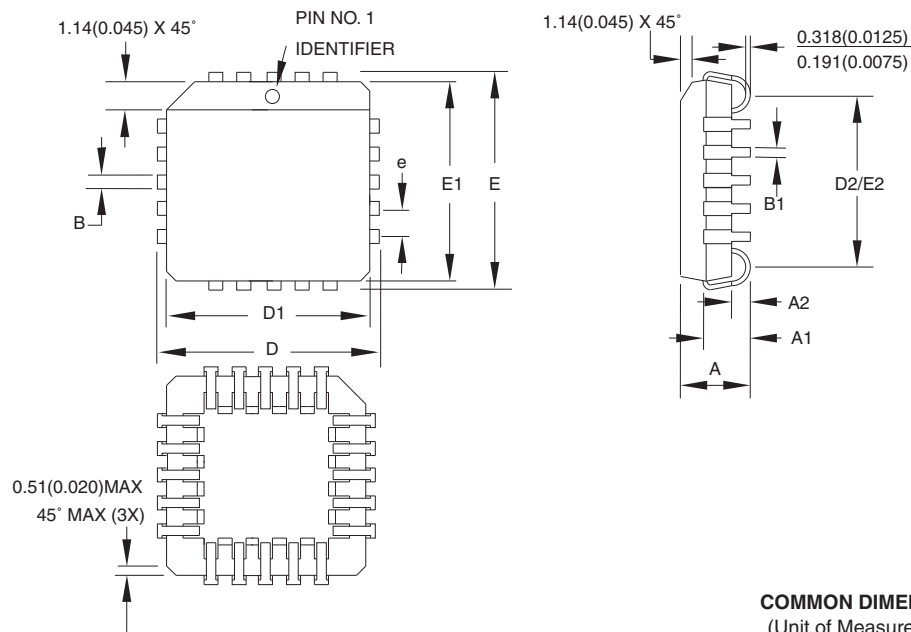 1.14(0.045) X 45°
PIN NO. 1
IDENTIFIER
1.14(0.045) X 45°
0.318(0.0125)
0.191(0.0075)
e
E1
E
B
D1
D
B1
D2/E2
A2
A1
A
0.51(0.020)MAX
45° MAX (3X)
COMMON DIME
(Unit of Measure